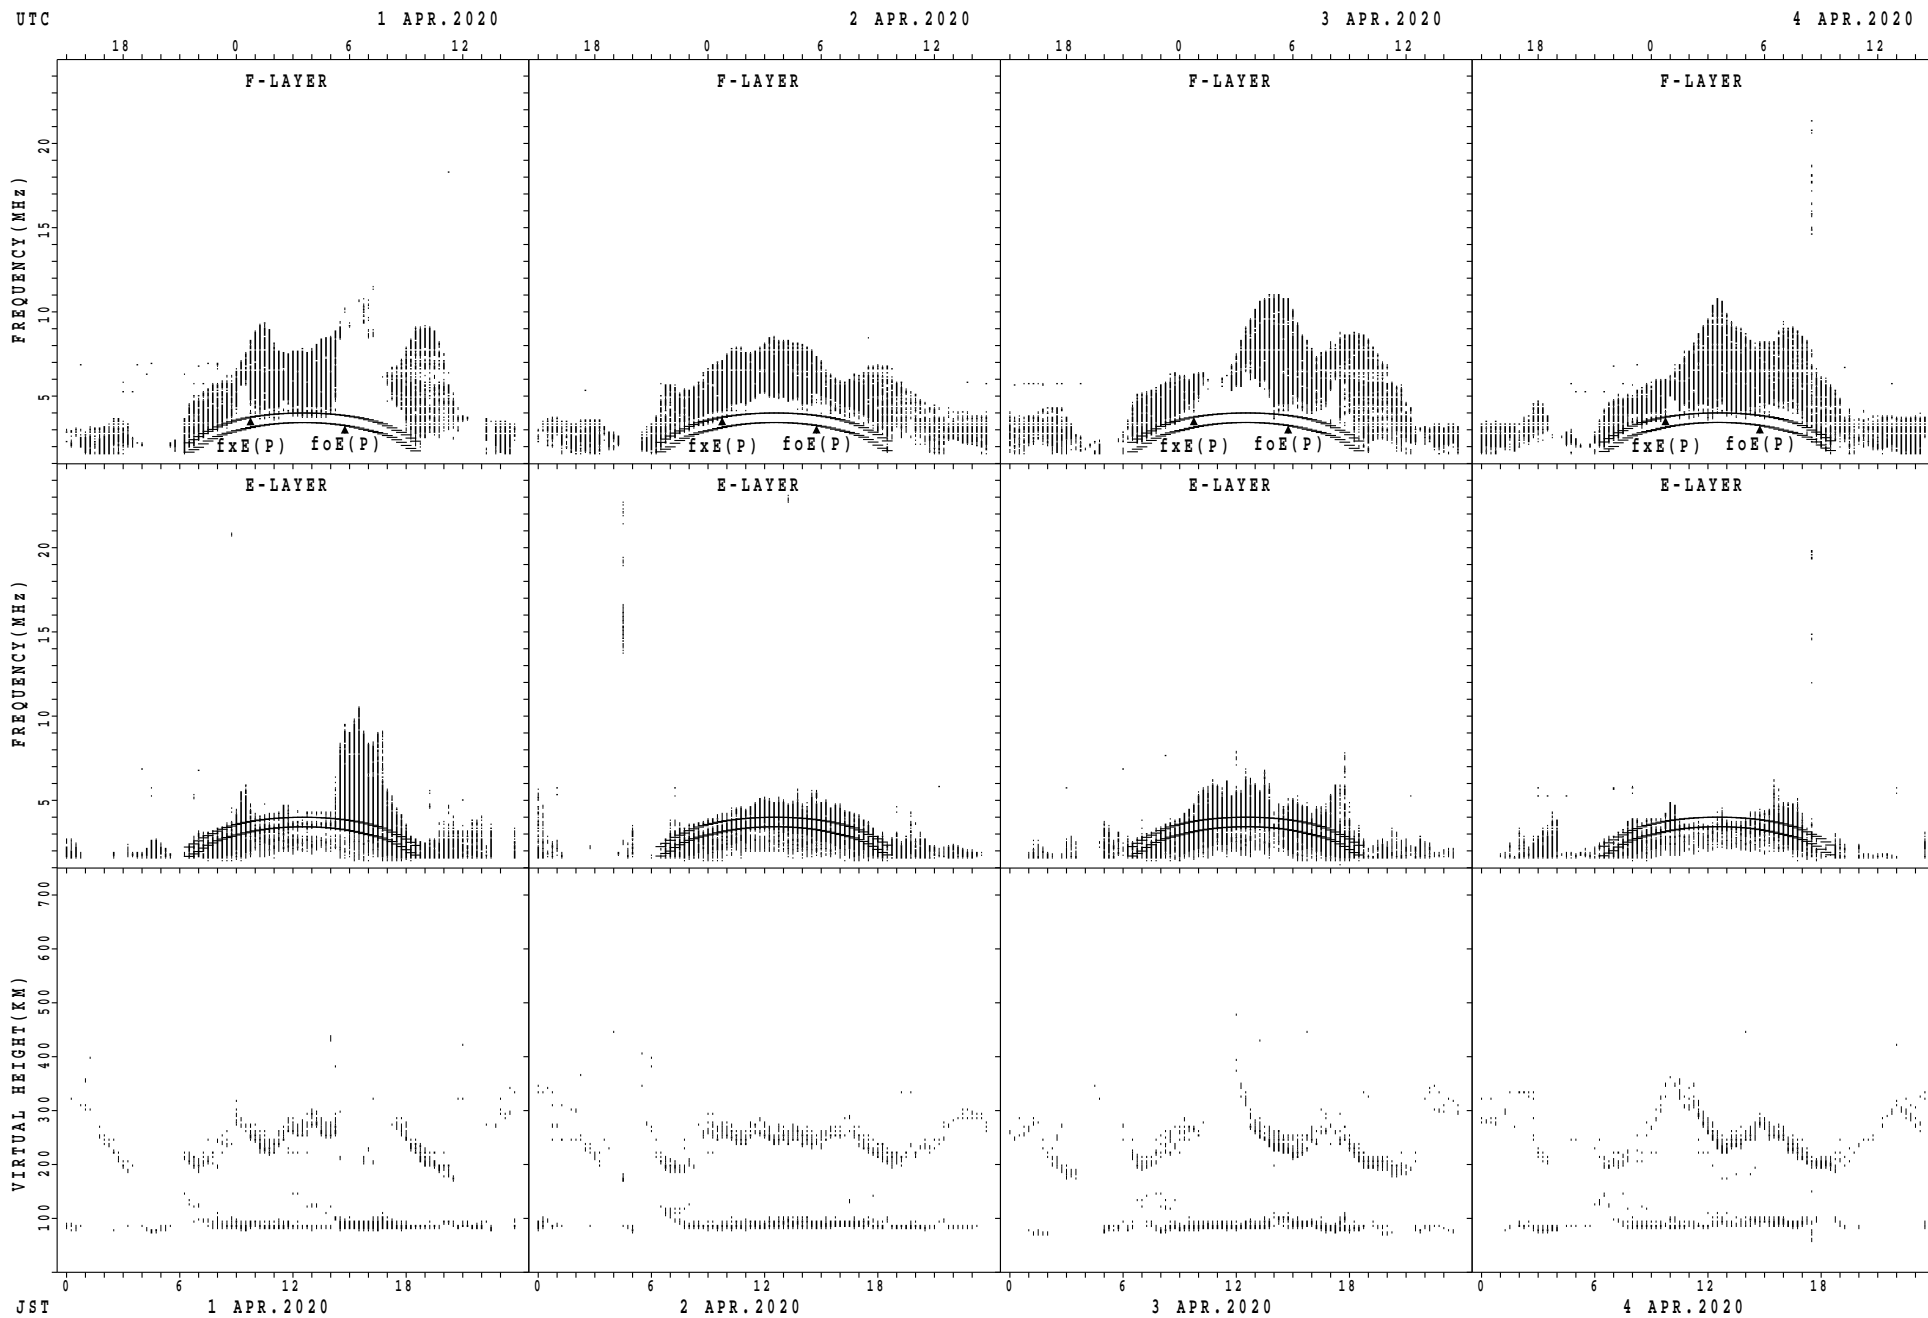 UTC 1 APR.2020 2 APR.2020 3 APR.2020 4 APR.2020
18 0 6 12 18 0 6 12 18 0 6 12 18 0 6 12
F-LAYER F-LAYER F-LAYER F-LAYER
FREQUENCY(MHz)
20
15
10
5
fxE(P) foE(P) fxE(P) foE(P) fxE(P) foE(P) fxE(P) foE(P)
E-LAYER E-LAYER E-LAYER E-LAYER
FREQUENCY(MHz)
20
15
10
5
VIRTUAL HEIGHT(KM)
700
600
500
400
300
200
100
0 6 12 18 0 6 12 18 0 6 12 18 0 6 12 18
JST 1 APR.2020 2 APR.2020 3 APR.2020 4 APR.2020